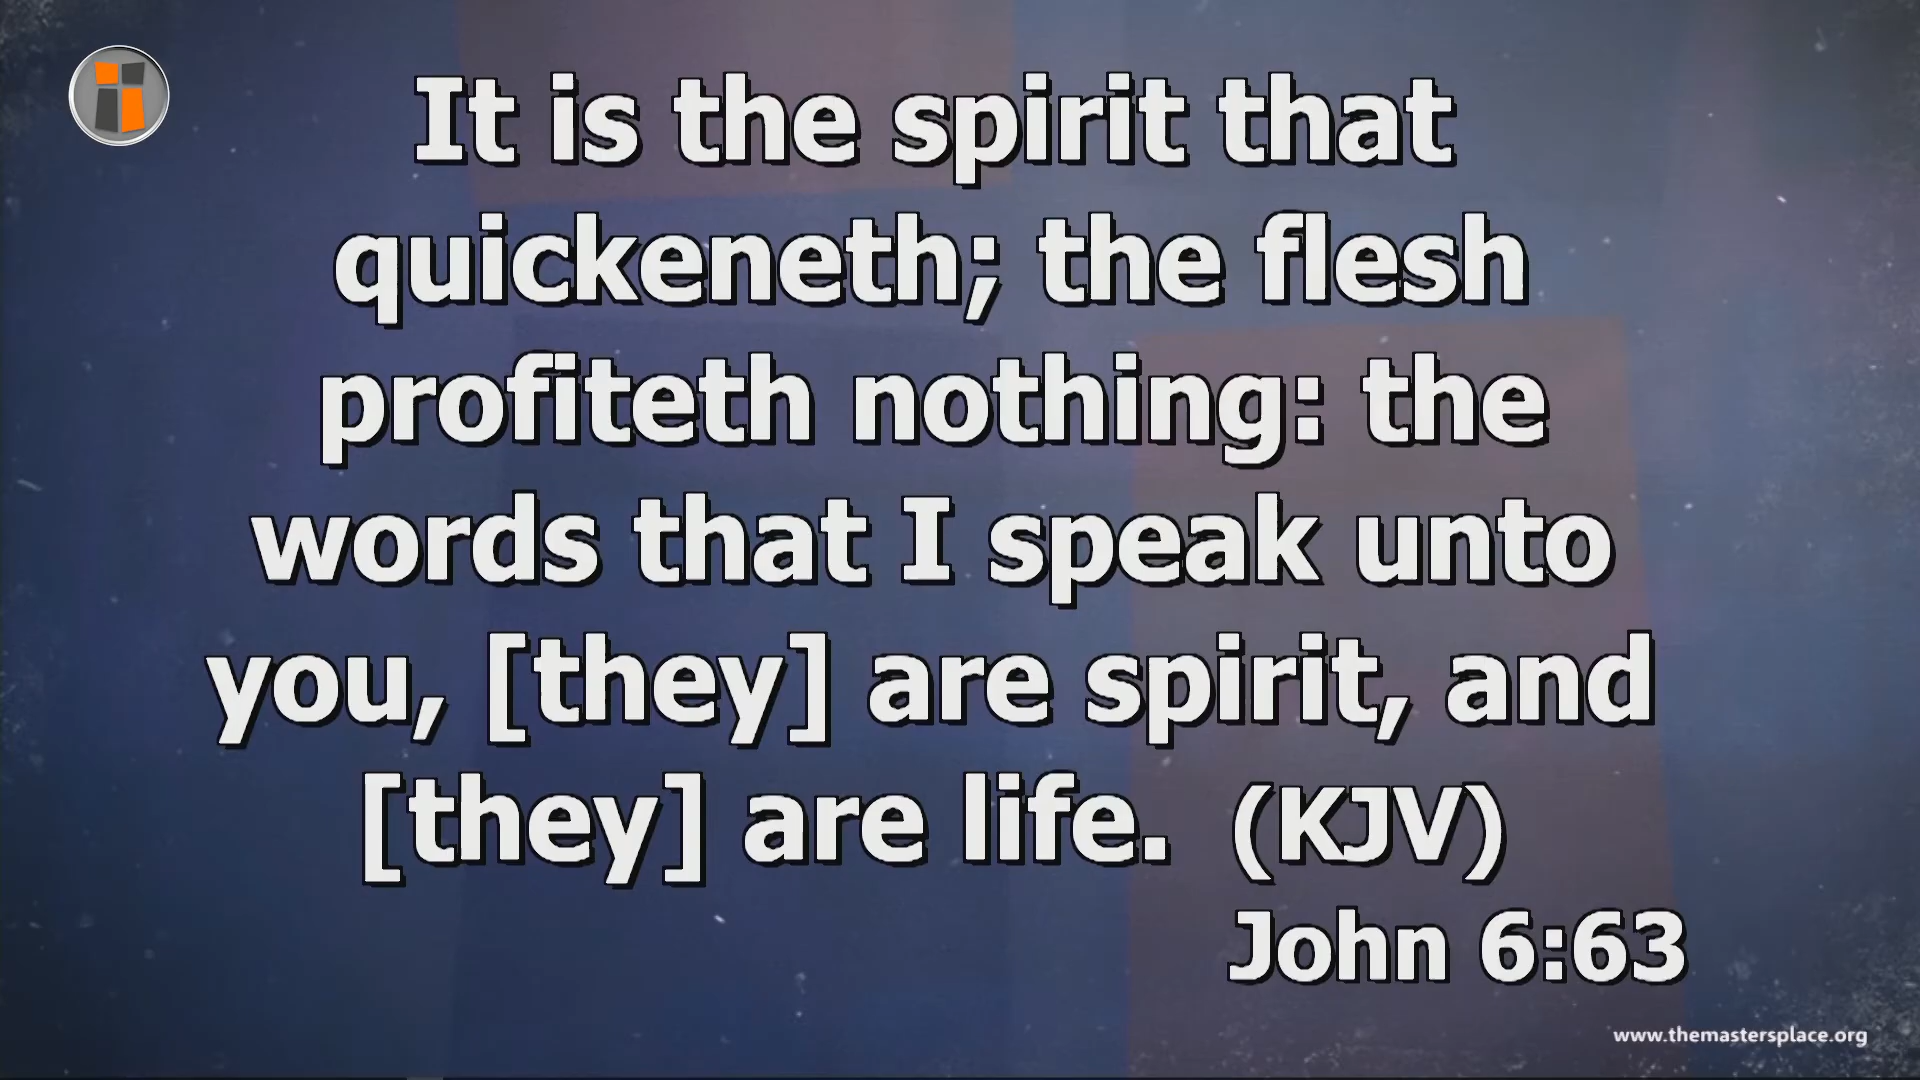 It is the spirit that
quickeneth; the flesh
profiteth nothing: the
words that I speak unto
you, [they] are spirit, and
[they] are life.  (KJV)
John 6:63
www.themastersplace.org